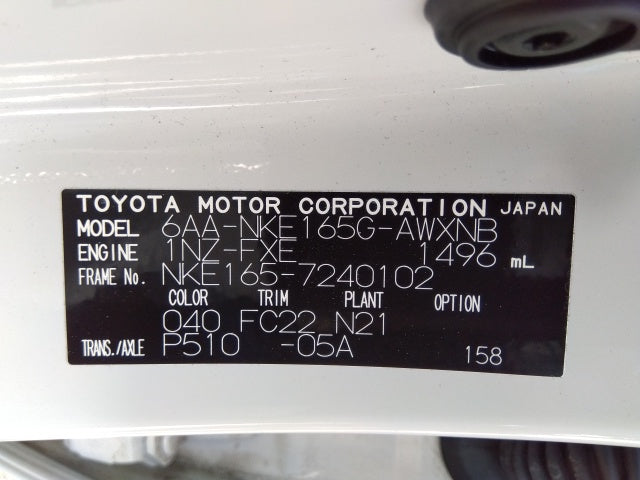 TOYOTA MOTOR CORPORATION JAPAN
MODEL 6AA-NKE165G-AWXNB
ENGINE 1NZ-FXE 1496 mL
FRAME No. NKE165-7240102
COLOR TRIM PLANT OPTION
040 FC22 N21
TRANS./AXLE P510 -05A 158